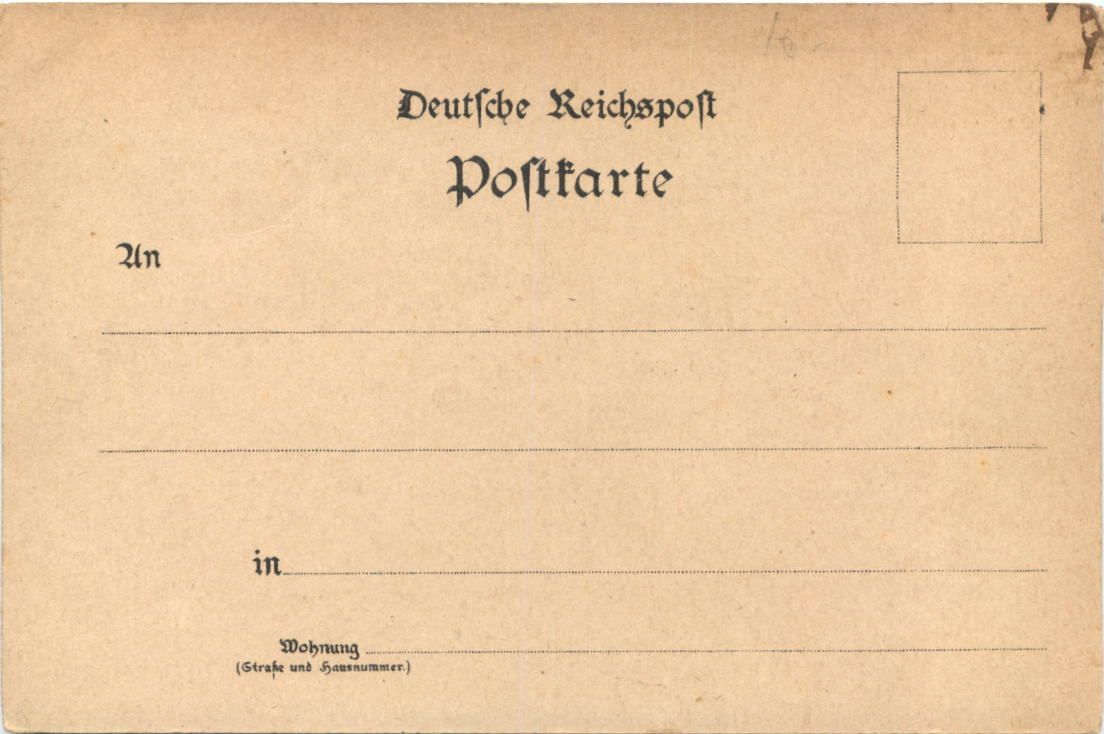 Deutſche Reichspoſt
Poſtkarte
An
in
Wohnung
(Straße und Hausnummer.)